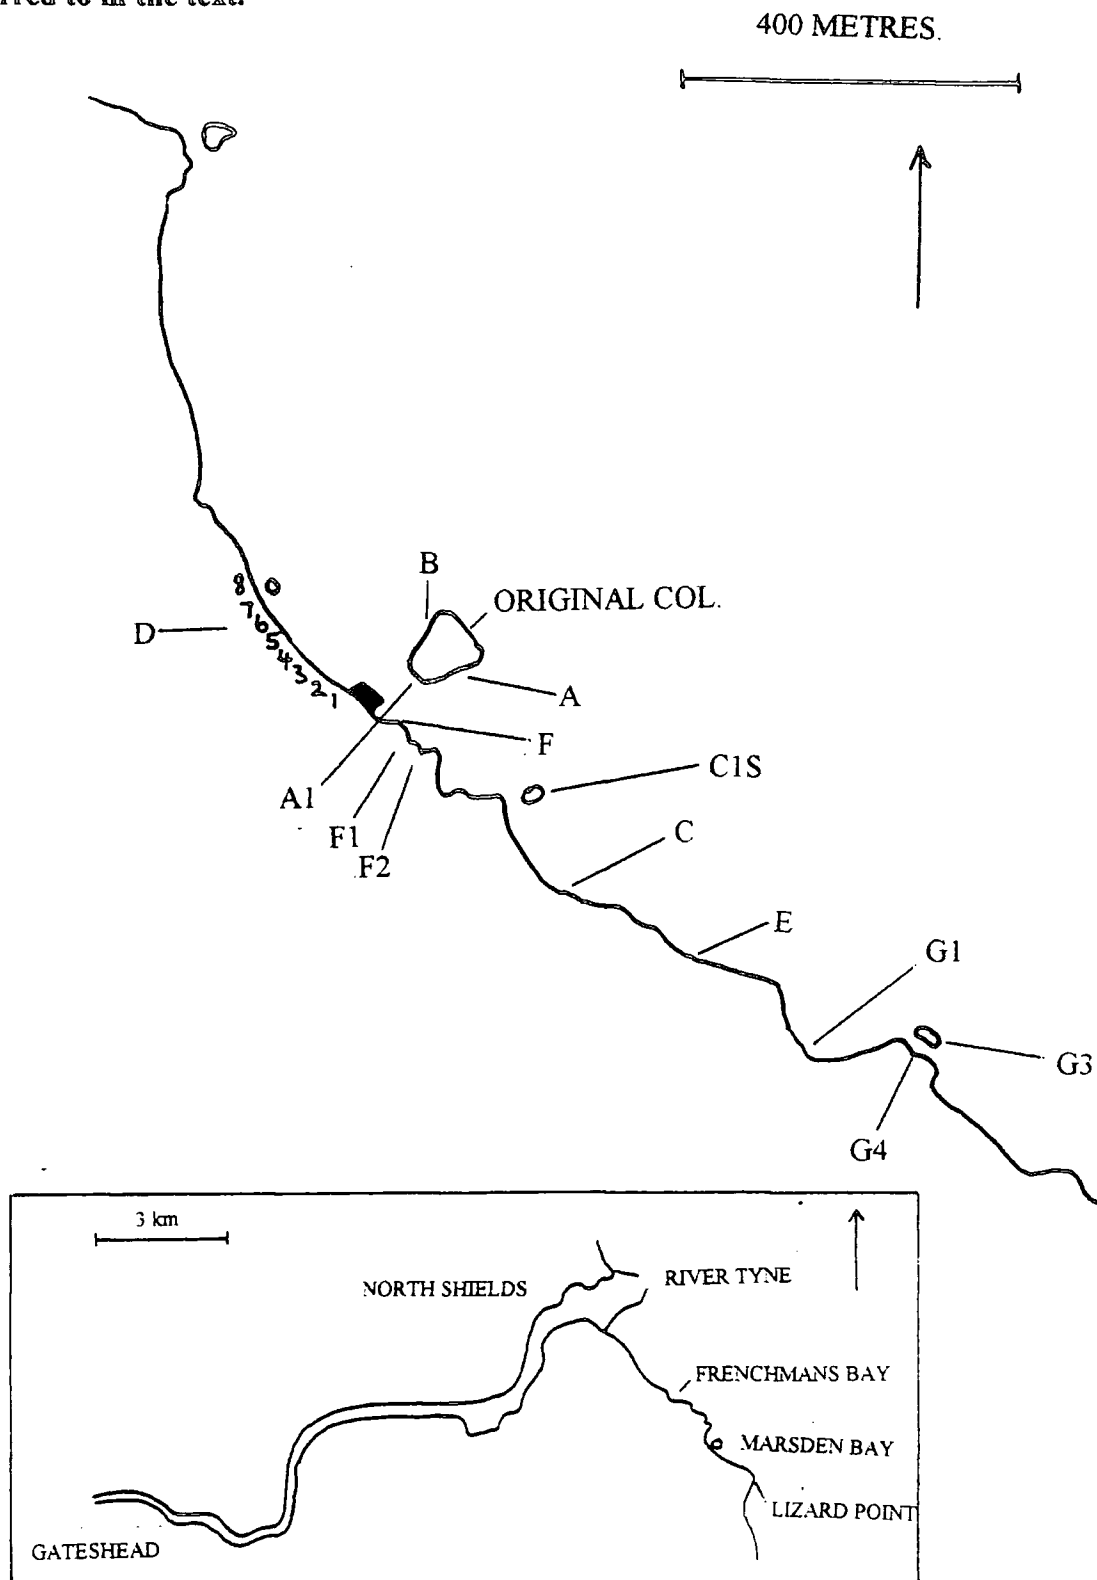 to in the text.
400 METRES.
B
ORIGINAL COL.
8
7
6
5
4
3
2
1
D
A
F
A1
F1
F2
C1S
C
E
G1
G3
G4
3 km
NORTH SHIELDS
RIVER TYNE
FRENCHMANS BAY
MARSDEN BAY
LIZARD POINT
GATESHEAD